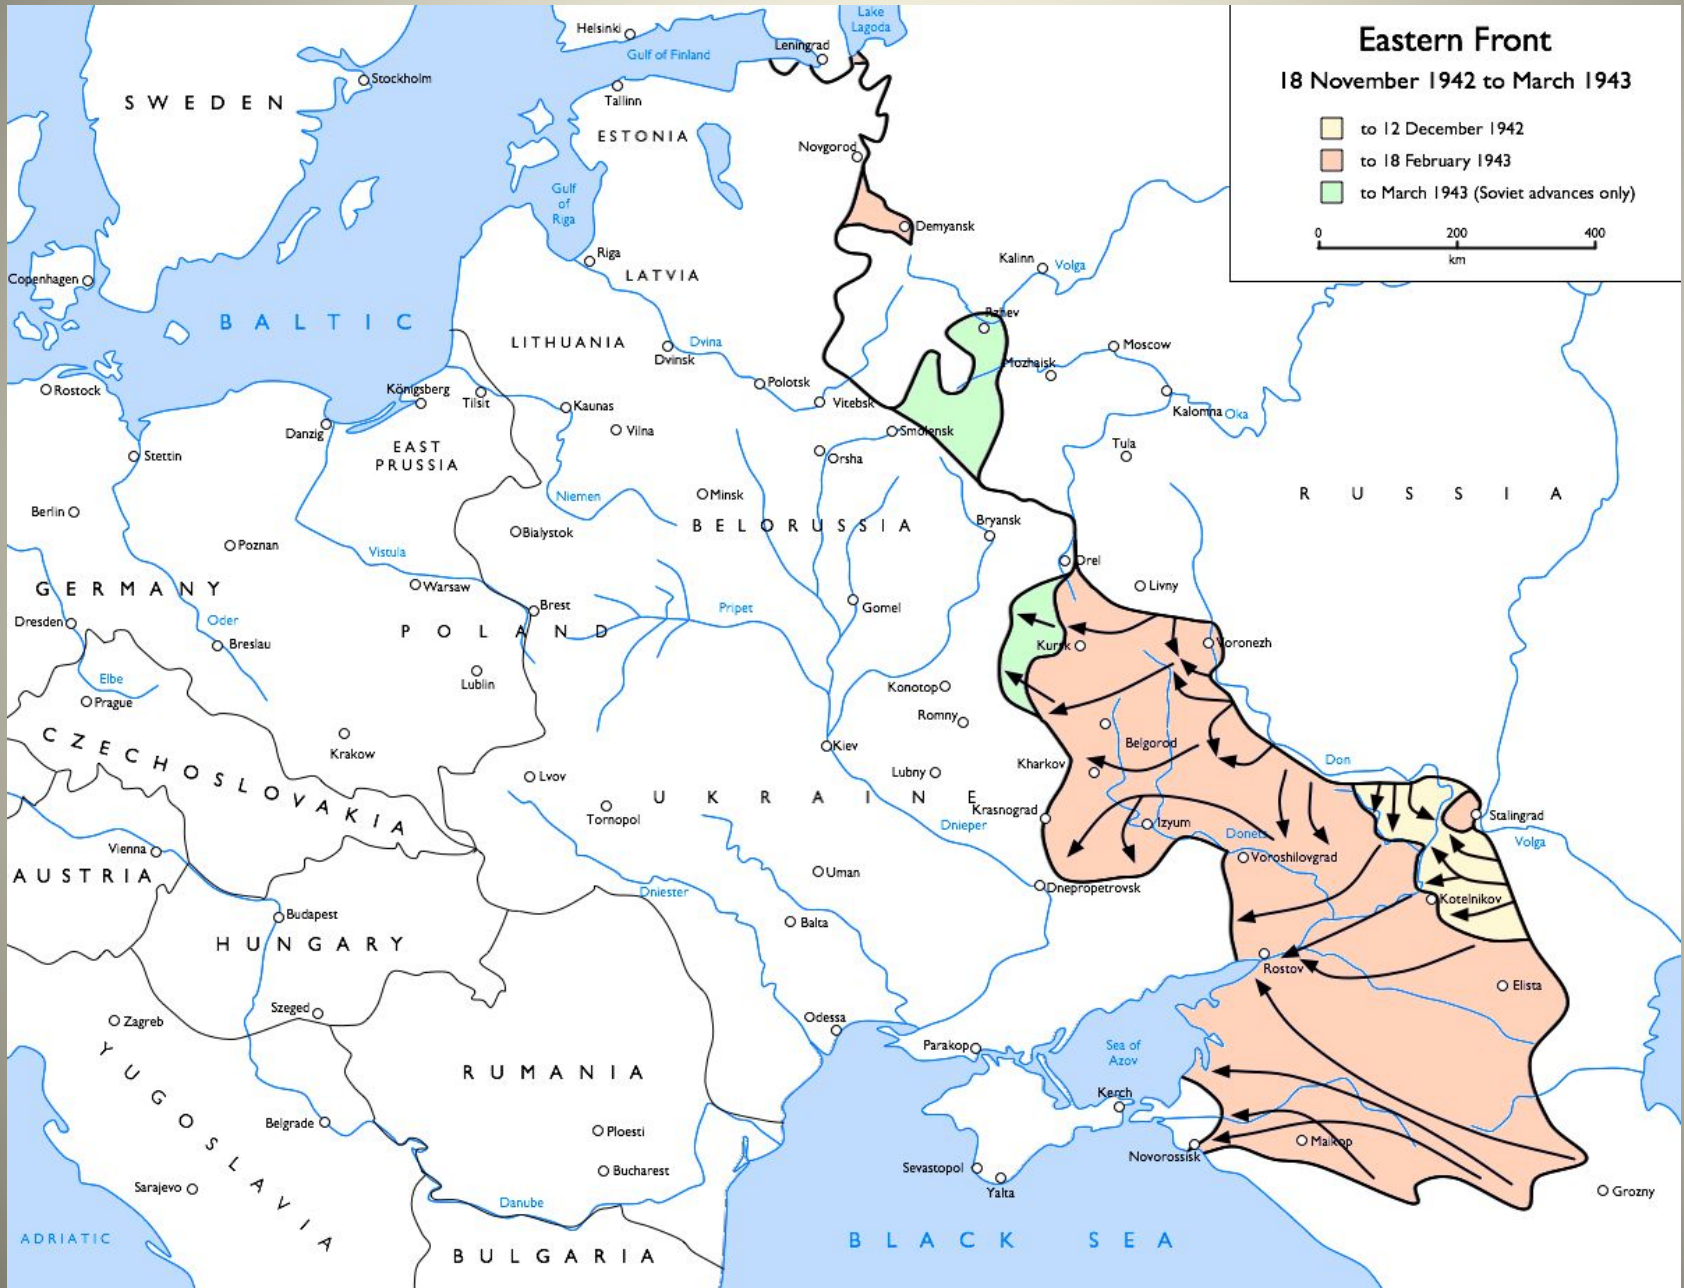 Eastern Front
18 November 1942 to March 1943
to 12 December 1942
to 18 February 1943
to March 1943 (Soviet advances only)
0 200 400
km
Lake
Lagoda
Helsinki
Gulf of Finland
Leningrad
Stockholm
SWEDEN
Tallinn
ESTONIA
Novgorod
Gulf
of
Riga
Demyansk
Riga
Kalinn
Volga
LATVIA
Copenhagen
BALTIC
Rzhev
LITHUANIA
Dvina
Dvinsk
Moscow
Mozhaisk
Rostock
Königsberg
Tilsit
Polotsk
Kaunas
Vitebsk
Kalomna
Oka
Danzig
Vilna
Smolensk
EAST
PRUSSIA
Tula
Stettin
Orsha
Niemen
Minsk
RUSSIA
Berlin
Bialystok
BELORUSSIA
Bryansk
Poznan
Vistula
Orel
GERMANY
Warsaw
Livny
Brest
Pripet
Gomel
Dresden
Oder
POLAND
Breslau
Kursk
Voronezh
Elbe
Lublin
Konotop
Prague
Romny
CZECHOSLOVAKIA
Krakow
Kiev
Belgorod
Lvov
Lubny
Kharkov
Don
UKRAINE
Tornopol
Krasnograd
Dnieper
Izyum
Donets
Stalingrad
Volga
Vienna
Voroshilovgrad
AUSTRIA
Uman
Dnepropetrovsk
Dniester
Kotelnikov
Budapest
Balta
HUNGARY
Rostov
Elista
Szeged
Zagreb
Odessa
Parakop
Sea of
Azov
YUGOSLAVIA
RUMANIA
Kerch
Belgrade
Ploesti
Maikop
Novorossisk
Bucharest
Sevastopol
Yalta
Sarajevo
Grozny
Danube
ADRIATIC
BLACK SEA
BULGARIA